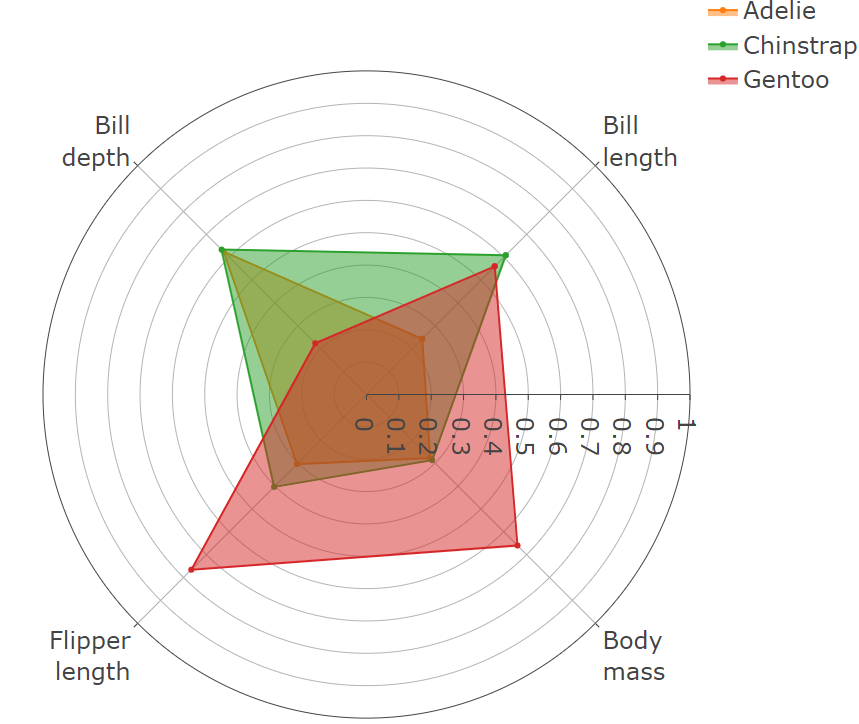 Adelie
Chinstrap
Gentoo
Bill
depth
Bill
length
0
0.1
0.2
0.3
0.4
0.5
0.6
0.7
0.8
0.9
1
Flipper
length
Body
mass